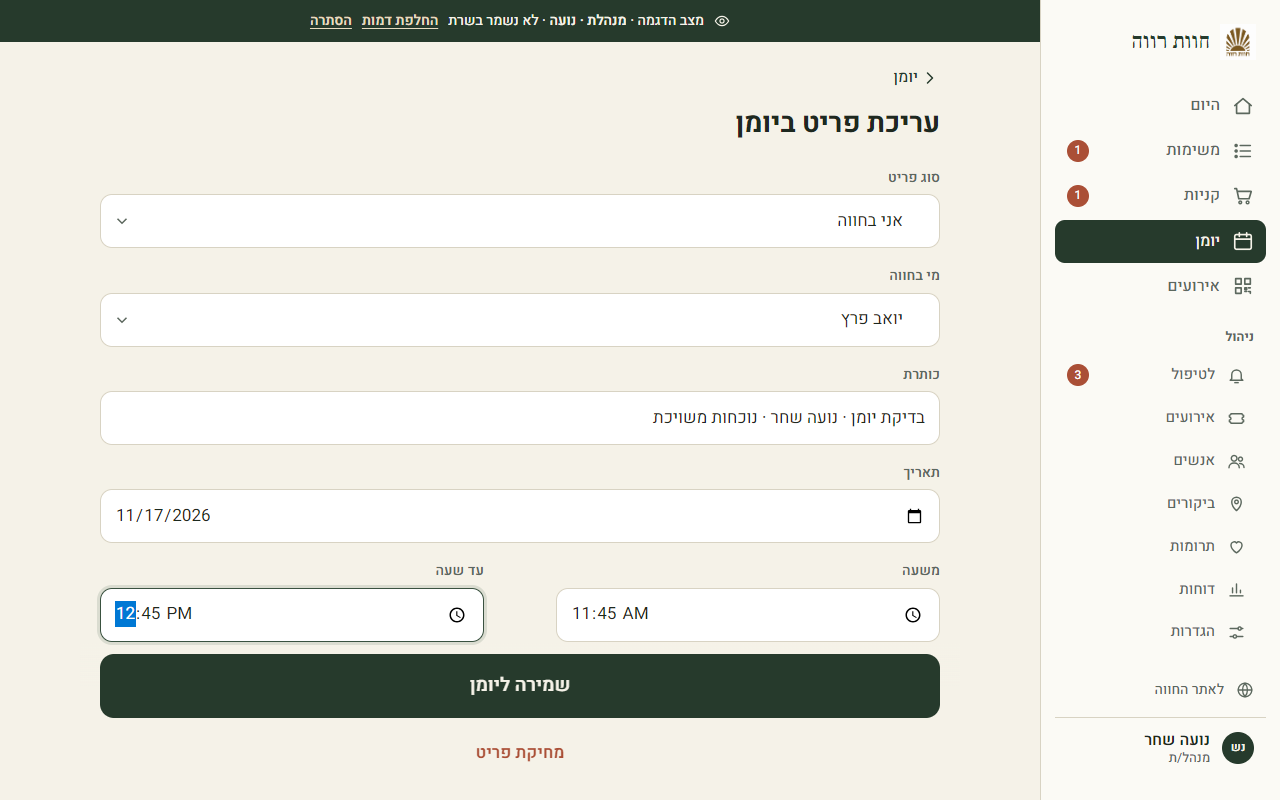 מצב הדגמה · מנהלת · נועה · לא נשמר בשרת החלפת דמות הסתרה
חוות רווה
היום
משימות 1
קניות 1
יומן
אירועים
ניהול
לטיפול 3
אירועים
אנשים
ביקורים
תרומות
דוחות
הגדרות
לאתר החווה
נש נועה שחר
מנהל/ת
יומן
עריכת פריט ביומן
סוג פריט
אני בחווה
מי בחווה
יואב פרץ
כותרת
בדיקת יומן · נועה שחר · נוכחות משויכת
תאריך
11/17/2026
משעה
11:45 AM
עד שעה
12:45 PM
שמירה ליומן
מחיקת פריט